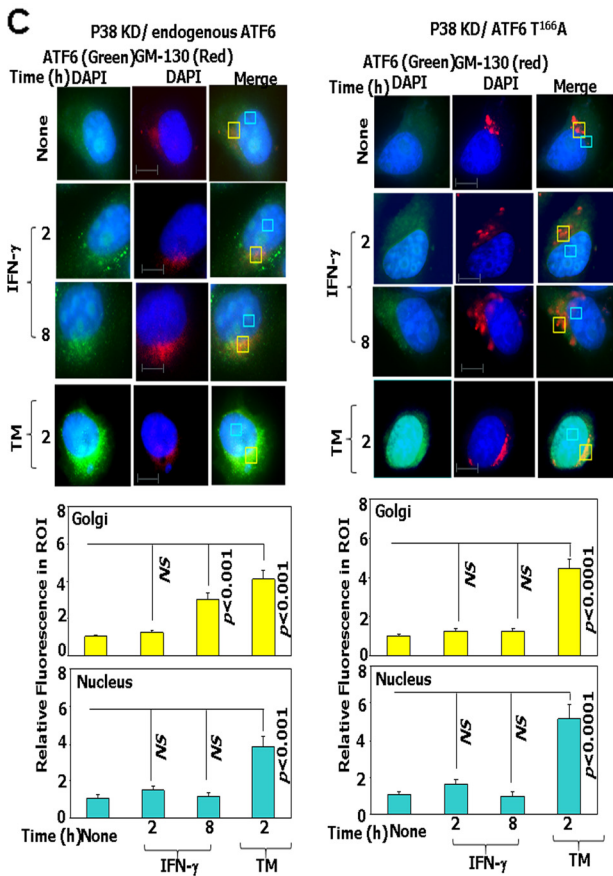 C
P38 KD/ endogenous ATF6
ATF6 (Green)GM-130 (Red)
Time (h) DAPI DAPI Merge
None
2
IFN-γ
8
TM
2
P38 KD/ ATF6 T¹⁶⁶A
ATF6 (Green)GM-130 (red)
Time (h) DAPI DAPI Merge
None
2
IFN-γ
8
TM
2
Relative Fluorescence in ROI
Golgi
8
6
4
2
0
NS
p<0.001
p<0.001
Nucleus
6
4
2
0
NS
NS
p<0.001
Time (h) None 2 8 2
IFN-γ TM
Relative Fluorescence in ROI
Golgi
8
6
4
2
0
NS
NS
p<0.0001
Nucleus
8
6
4
2
0
NS
NS
p<0.0001
Time (h) None 2 8 2
IFN-γ TM